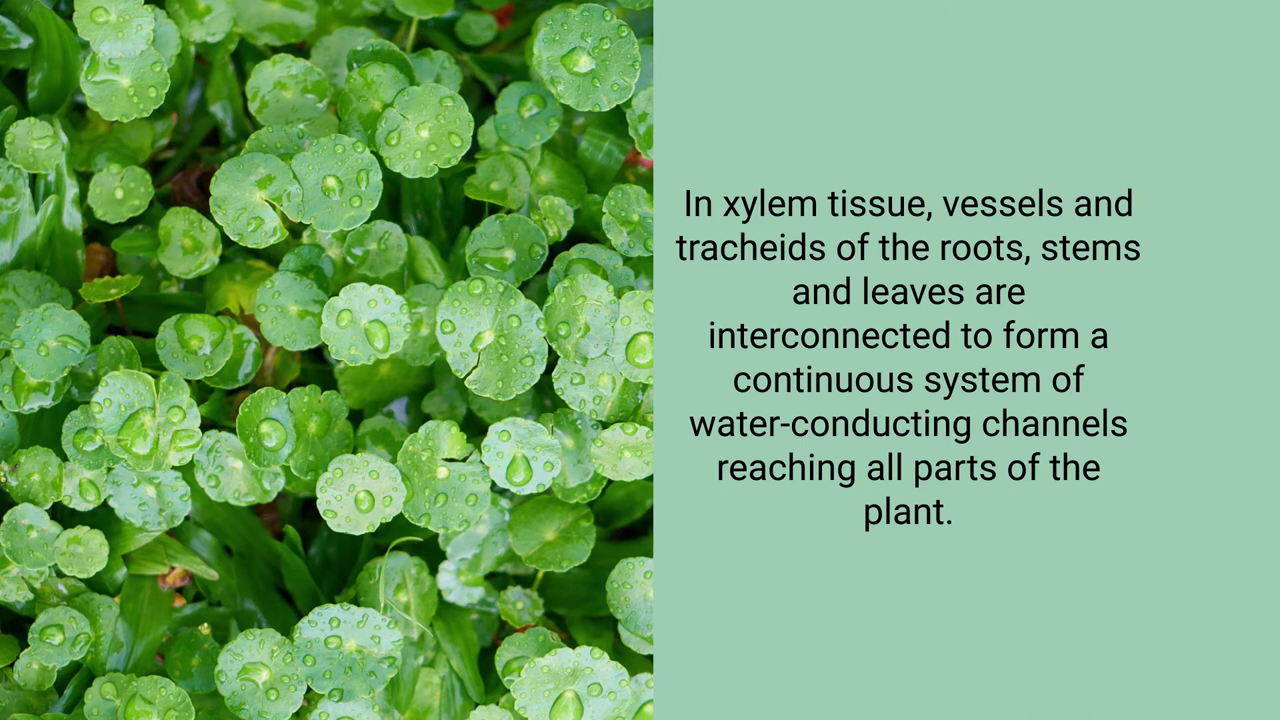 In xylem tissue, vessels and
tracheids of the roots, stems
and leaves are
interconnected to form a
continuous system of
water-conducting channels
reaching all parts of the
plant.